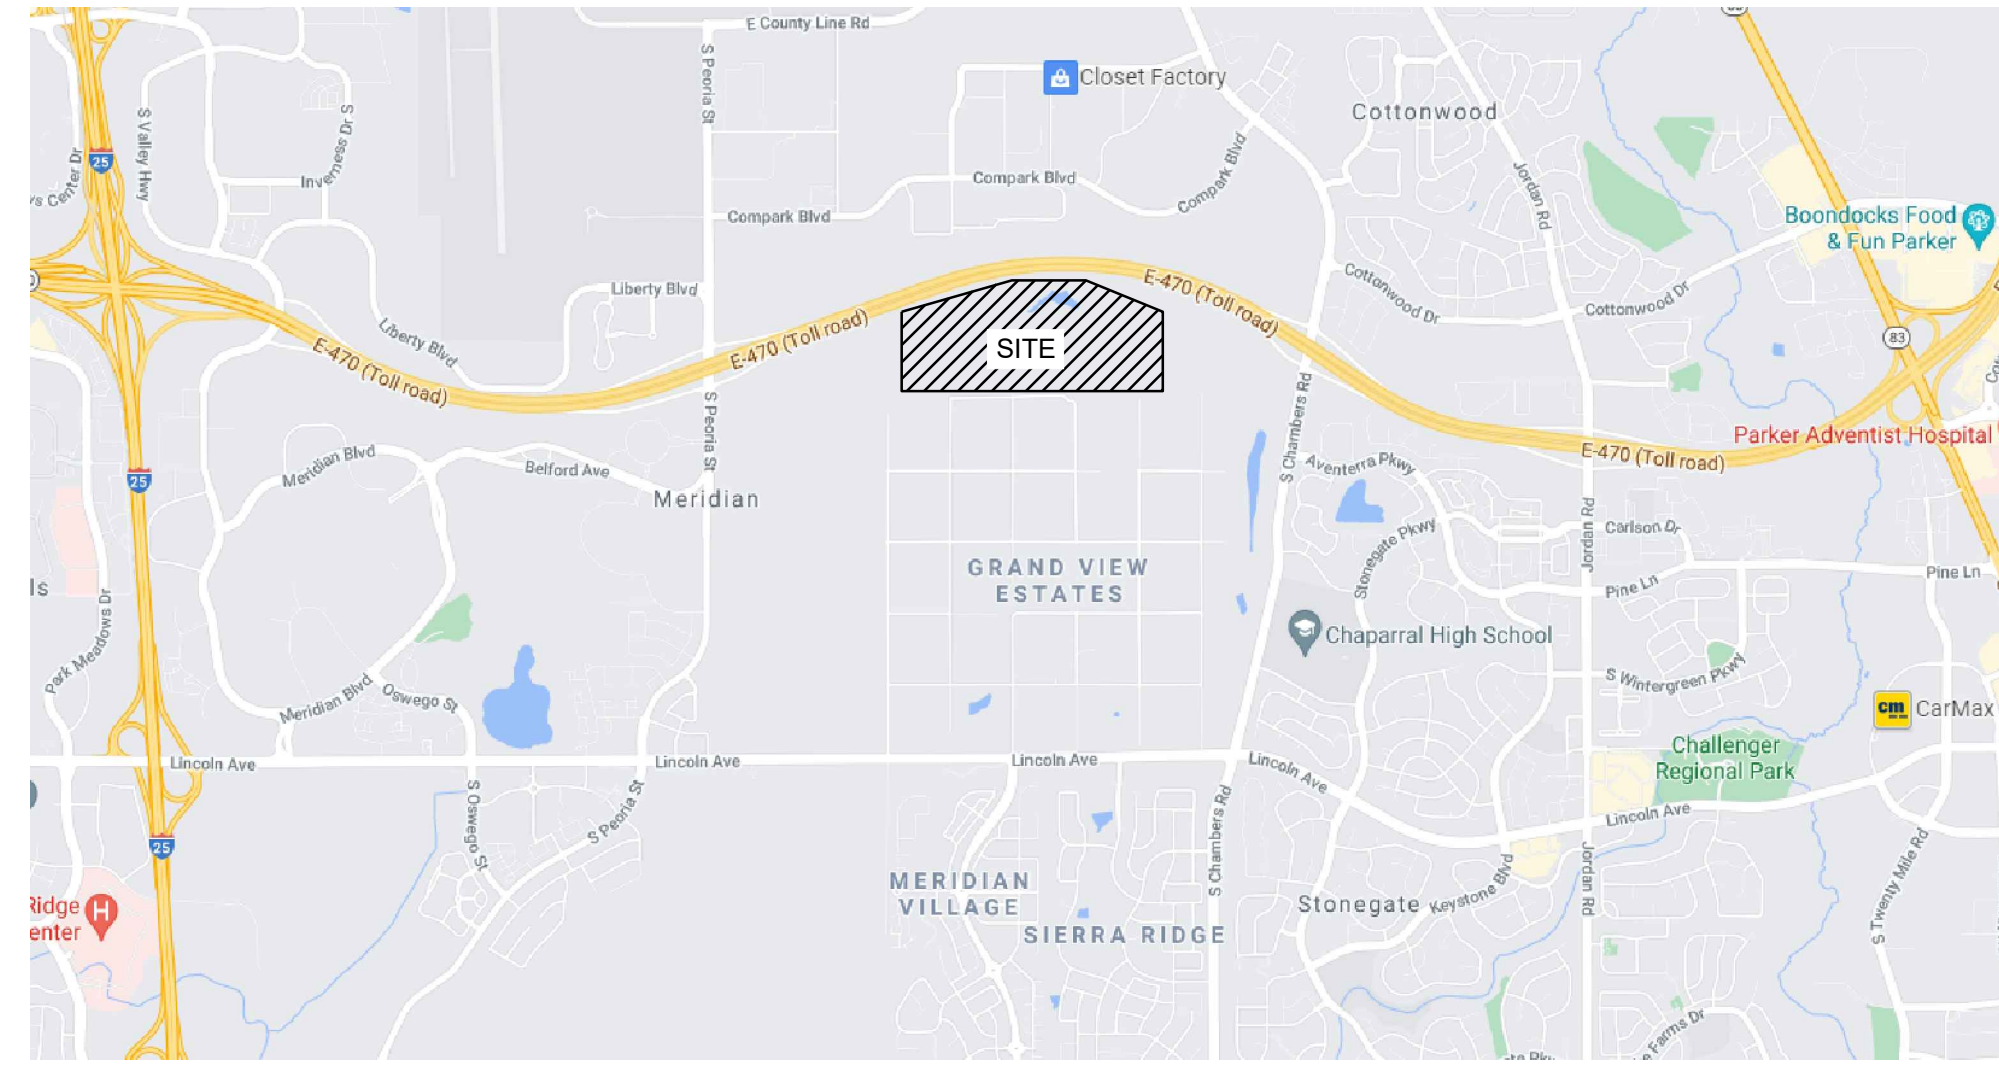 E County Line Rd
S Peoria St
Closet Factory
Cottonwood
S Valley Hwy
Inverness Dr S
25
Compark Blvd
Compark Blvd
Compark Blvd
Jordan Rd
Boondocks Food
& Fun Parker
Liberty Blvd
Liberty Blvd
E-470 (Toll road)
E-470 (Toll road)
E-470 (Toll road)
Cottonwood Dr
Cottonwood Dr
83
SITE
S Peoria St
S Chambers Rd
Parker Adventist Hospital
E-470 (Toll road)
Meridian Blvd
Belford Ave
Meridian
25
Aventerra Pkwy
Stonegate Pkwy
Jordan Rd
Carlson Dr
Pine Ln
Pine Ln
GRAND VIEW
ESTATES
ls
Park Meadows Dr
Chaparral High School
S Wintergreen Pkwy
Meridian Blvd
Oswego St
cm
CarMax
Challenger
Regional Park
Lincoln Ave
Lincoln Ave
Lincoln Ave
Lincoln Ave
Lincoln Ave
S Oswego St
S Peoria St
S Chambers Rd
25
Jordan Rd
S Twenty Mile Rd
MERIDIAN
VILLAGE
SIERRA RIDGE
Stonegate
Keystone Blvd
Ridge
H
enter
e Farms Dr